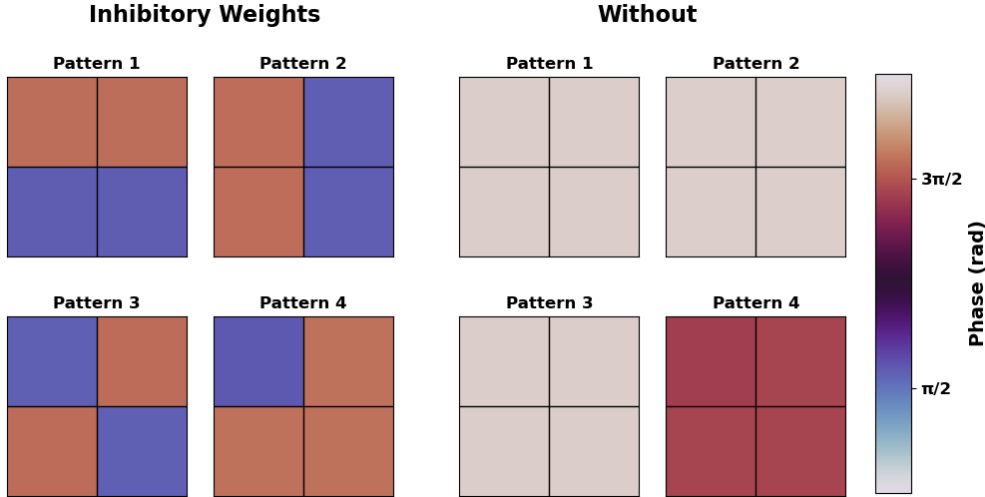 Inhibitory Weights
Without
Pattern 1
Pattern 2
Pattern 1
Pattern 2
Pattern 3
Pattern 4
Pattern 3
Pattern 4
3π/2
π/2
Phase (rad)